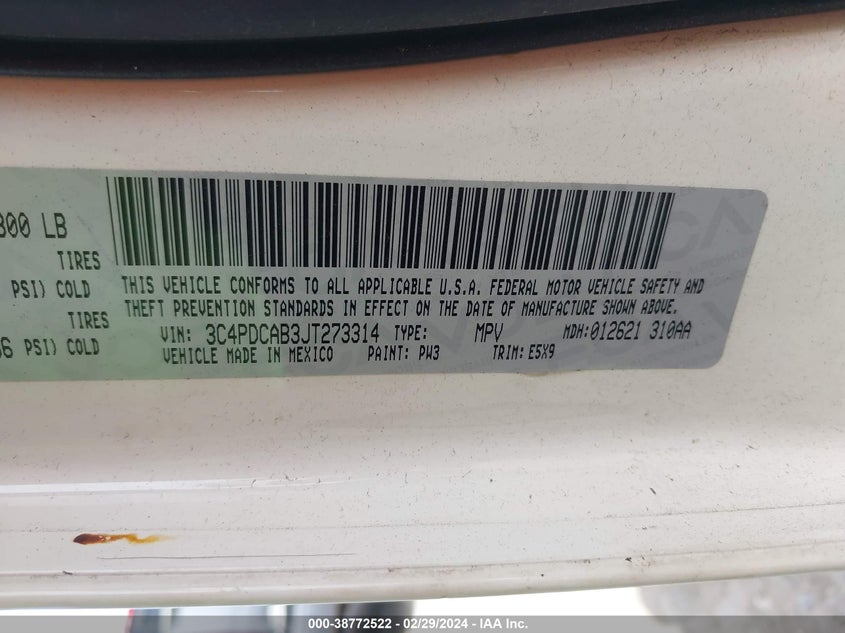 800 LB
TIRES
PSI) COLD
TIRES
PSI) COLD
THIS VEHICLE CONFORMS TO ALL APPLICABLE U.S.A. FEDERAL MOTOR VEHICLE SAFETY AND
THEFT PREVENTION STANDARDS IN EFFECT ON THE DATE OF MANUFACTURE SHOWN ABOVE.
VIN: 3C4PDCAB3JT273314 TYPE: MPV MDH:012621 310AA
VEHICLE MADE IN MEXICO PAINT: PW3 TRIM: E5X9
000-38772522 / 02/29/2024 - IAA Inc.